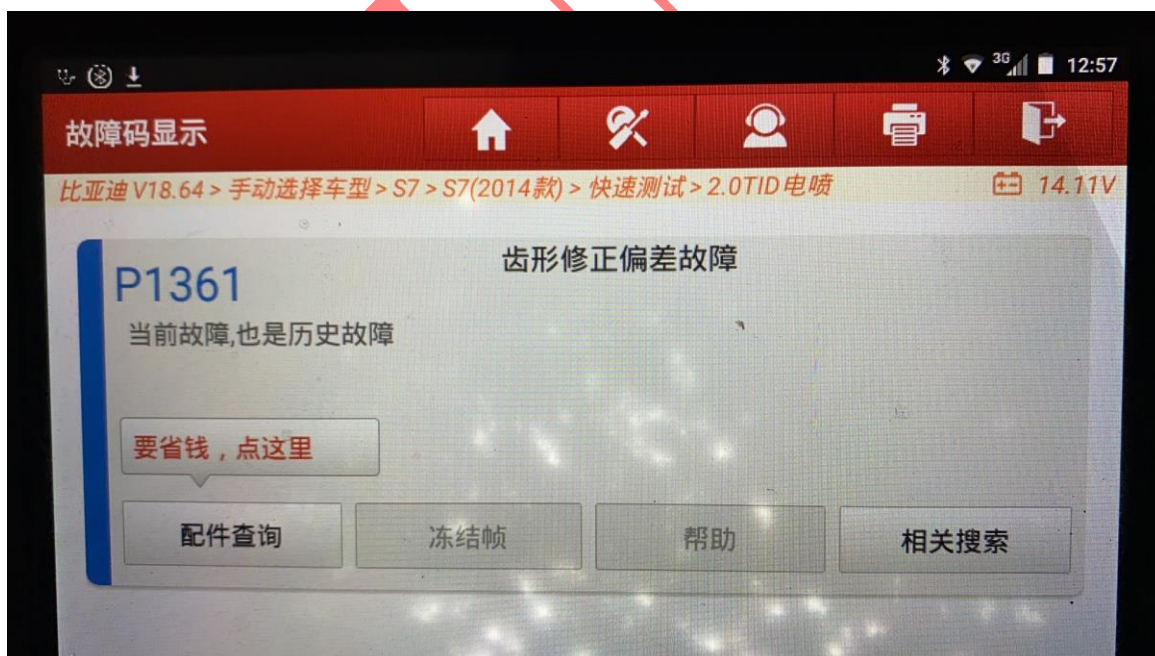 3G 12:57
故障码显示
比亚迪 V18.64 > 手动选择车型 > S7 > S7(2014款) > 快速测试 > 2.0TID 电喷 14.11V
齿形修正偏差故障
P1361
当前故障,也是历史故障
要省钱，点这里
配件查询 冻结帧 帮助 相关搜索